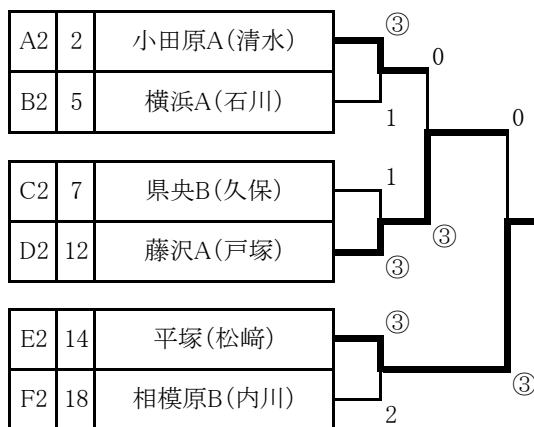 A2 2 小田原A(清水) ③
0
B2 5 横浜A(石川) 1
0
C2 7 県央B(久保) 1
③
D2 12 藤沢A(戸塚) ③
E2 14 平塚(松﨑) ③
③
F2 18 相模原B(内川) 2